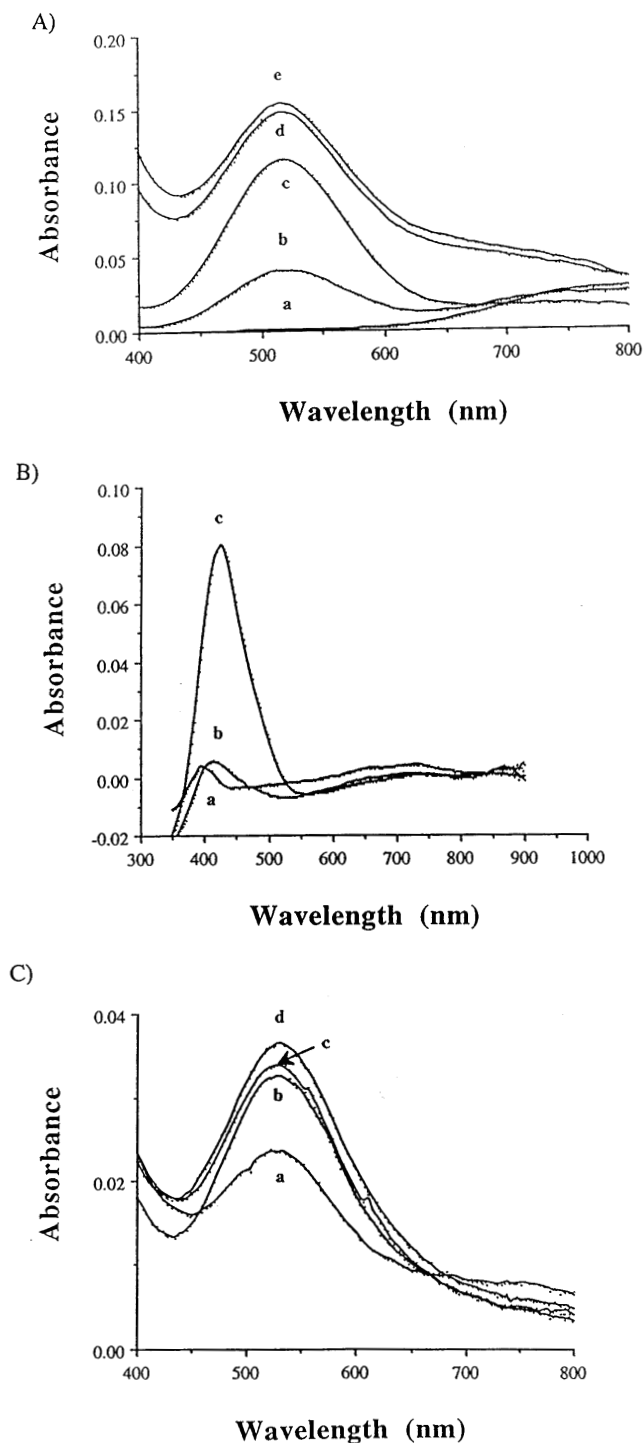 A)
0.20
e
0.15
d
c
0.10
b
0.05
a
0.00
400 500 600 700 800
Absorbance
Wavelength (nm)
B)
0.10
c
0.08
0.06
0.04
0.02
b
0.00
a
-0.02
300 400 500 600 700 800 900 1000
Absorbance
Wavelength (nm)
C)
0.04
d
c
b
0.02
a
0.00
400 500 600 700 800
Absorbance
Wavelength (nm)